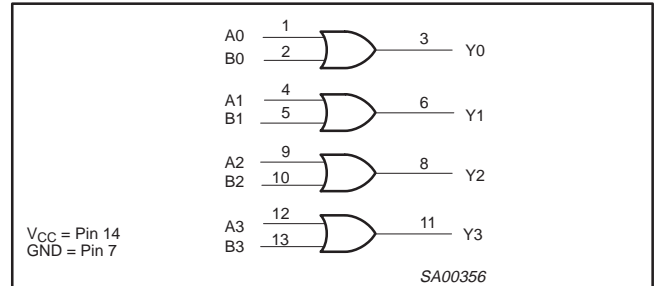 A0 1 3 Y0
B0 2
A1 4 6 Y1
B1 5
A2 9 8 Y2
B2 10
A3 12 11 Y3
B3 13
VCC = Pin 14
GND = Pin 7
SA00356